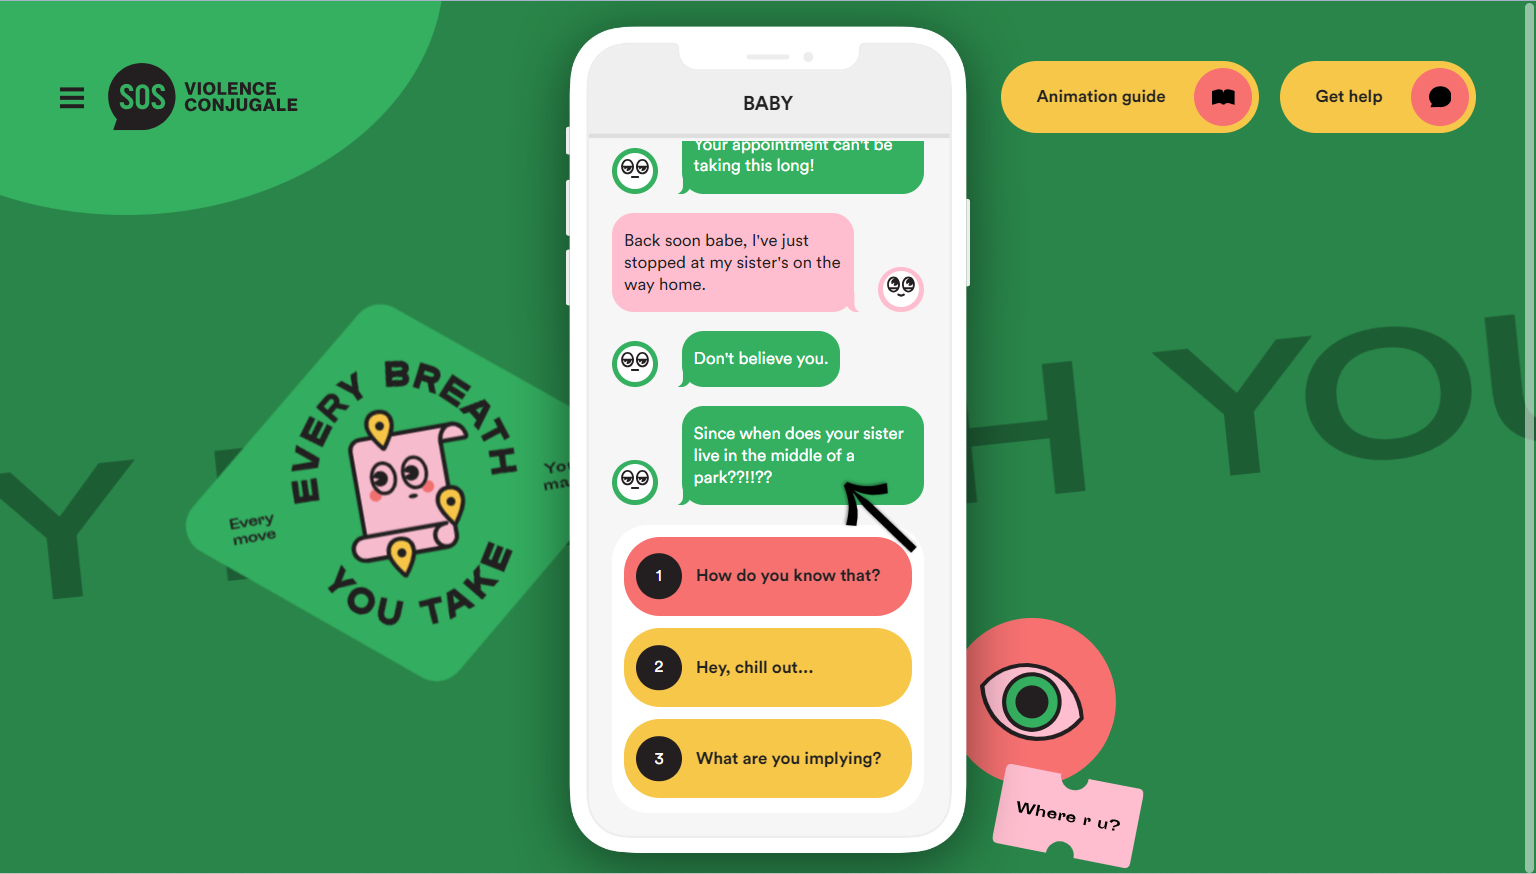 SOS
VIOLENCE
CONJUGALE
Animation guide
Get help
BABY
Your appointment can't be
taking this long!
Back soon babe, I've just
stopped at my sister's on the
way home.
Don't believe you.
Since when does your sister
live in the middle of a
park??!!??
1 How do you know that?
2 Hey, chill out...
3 What are you implying?
EVERY BREATH
YOU TAKE
Every
move
You
ma
Y
H YOU
Where r u?